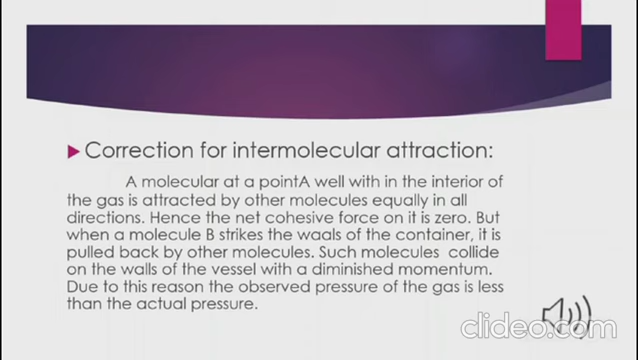 Correction for intermolecular attraction:
A molecular at a pointA well with in the interior of
the gas is attracted by other molecules equally in all
directions. Hence the net cohesive force on it is zero. But
when a molecule B strikes the waals of the container, it is
pulled back by other molecules. Such molecules collide
on the walls of the vessel with a diminished momentum.
Due to this reason the observed pressure of the gas is less
than the actual pressure.
clideo.com